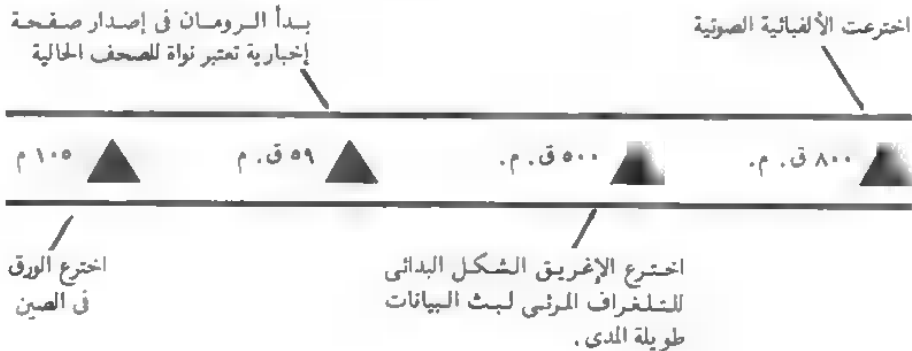 اخترعت الألفبائية الصوتية
بدأ الرومان فى إصدار صفحة
إخبارية تعتبر نواة للصحف الحالية
٨٠٠ ق. م.
٥٠٠ ق. م.
٥٩ ق. م
١٠٥ م
اخترع الإغريق الشكل البدائى
للتلغراف المرئى لبث البيانات
طويلة المدى.
اخترع الورق
فى الصين